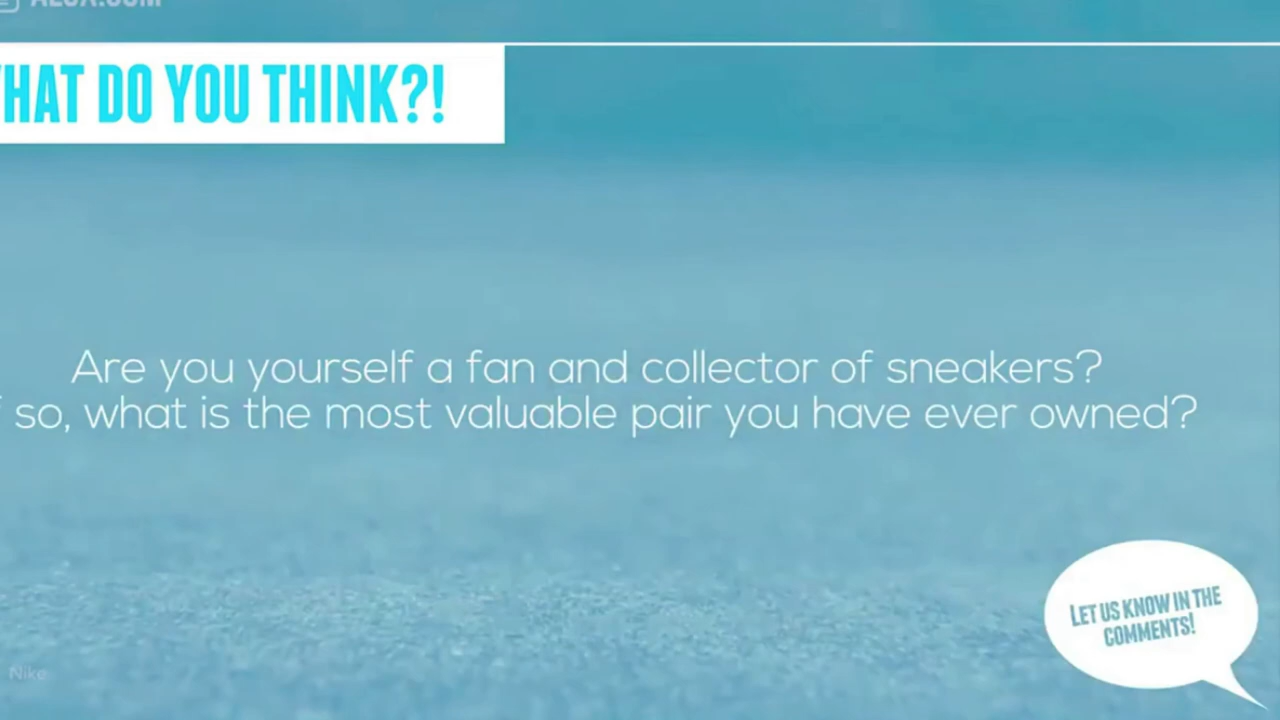 HAT DO YOU THINK?!
Are you yourself a fan and collector of sneakers?
so, what is the most valuable pair you have ever owned?
LET US KNOW IN THE
COMMENTS!
Nike